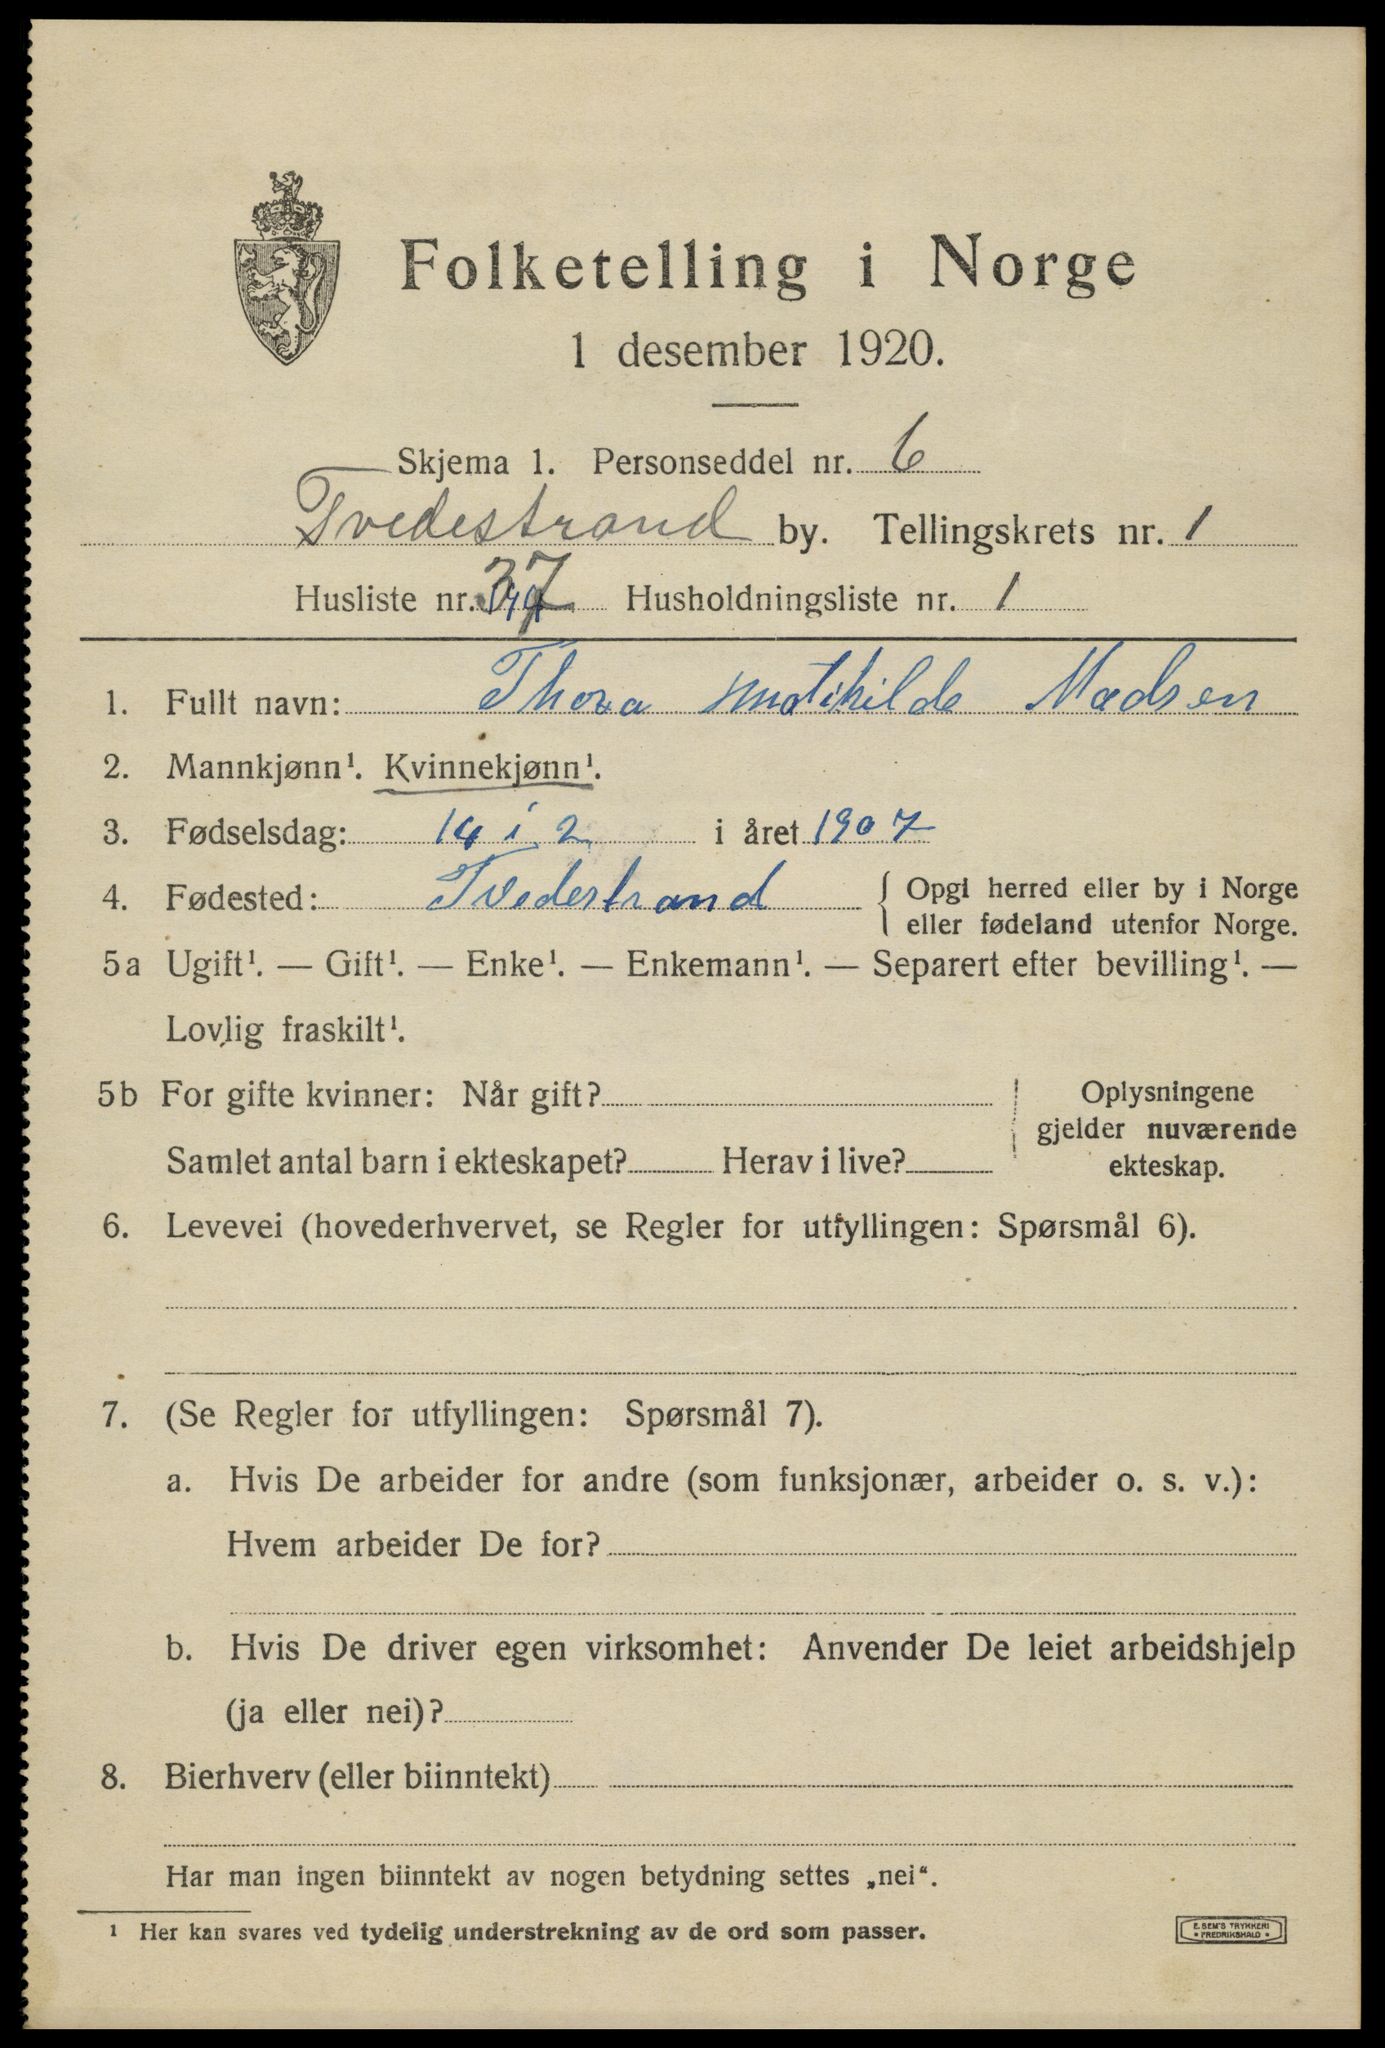 Folketelling i Norge
1 desember 1920.
Skjema 1. Personseddel nr. 6
Tvedestrand by. Tellingskrets nr. 1
Husliste nr. 37 Husholdningsliste nr. 1
1. Fullt navn: Thora Mathilde Madsen
2. Mannkjønn¹. Kvinnekjønn¹.
3. Fødselsdag: 14 i 2 i året 1907
4. Fødested: Tvedestrand { Opgi herred eller by i Norge
eller fødeland utenfor Norge.
5a Ugift¹. — Gift¹. — Enke¹. — Enkemann¹. — Separert efter bevilling¹. —
Lovlig fraskilt¹.
5b For gifte kvinner: Når gift?
Samlet antal barn i ekteskapet? Herav i live?
Oplysningene
gjelder nuværende
ekteskap.
6. Levevei (hovederhvervet, se Regler for utfyllingen: Spørsmål 6).
7. (Se Regler for utfyllingen: Spørsmål 7).
a. Hvis De arbeider for andre (som funksjonær, arbeider o. s. v.):
Hvem arbeider De for?
b. Hvis De driver egen virksomhet: Anvender De leiet arbeidshjelp
(ja eller nei)?
8. Bierhverv (eller biinntekt)
Har man ingen biinntekt av nogen betydning settes „nei“.
¹ Her kan svares ved tydelig understrekning av de ord som passer.
E. SEM'S TRYKKERI
• FREDRIKSHALD •